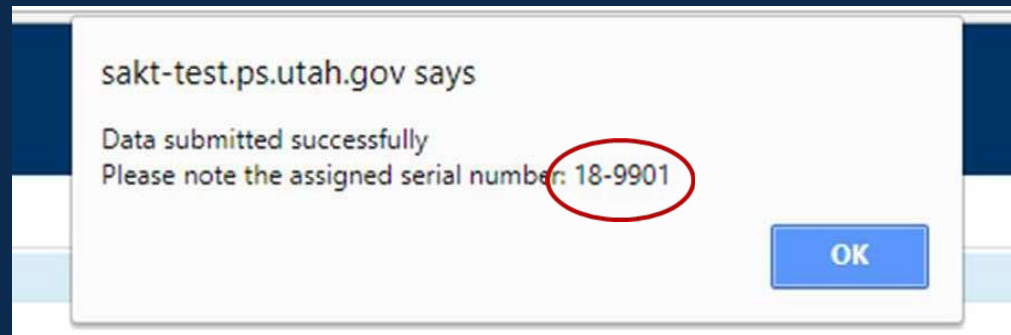 sakt-test.ps.utah.gov says
Data submitted successfully
Please note the assigned serial number: 18-9901
OK